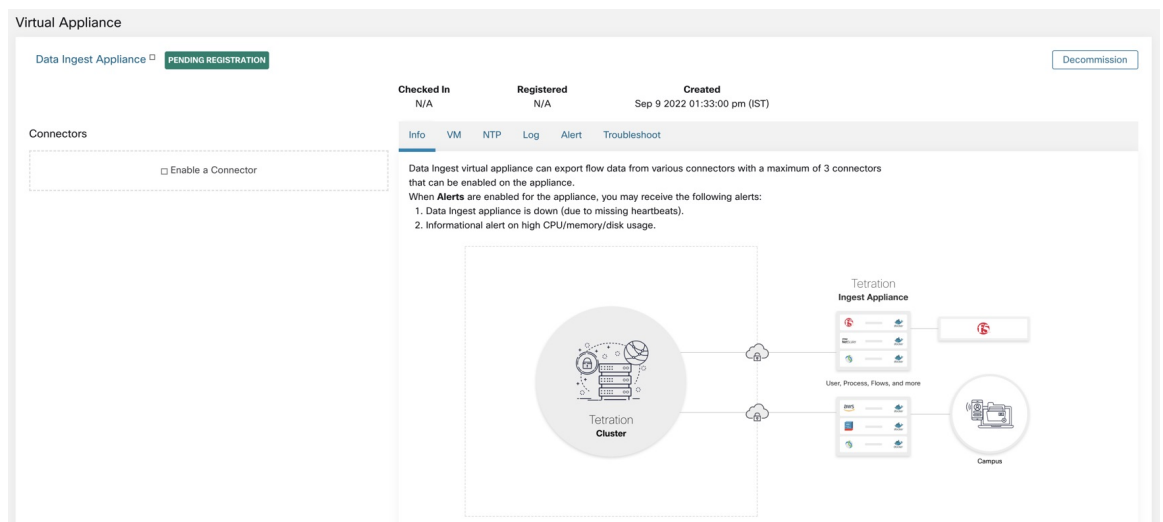 Virtual Appliance
Data Ingest Appliance
PENDING REGISTRATION
Decommission
Checked In
Registered
Created
N/A
N/A
Sep 9 2022 01:33:00 pm (IST)
Connectors
Info VM NTP Log Alert Troubleshoot
Enable a Connector
Data Ingest virtual appliance can export flow data from various connectors with a maximum of 3 connectors
that can be enabled on the appliance.
When Alerts are enabled for the appliance, you may receive the following alerts:
1. Data Ingest appliance is down (due to missing heartbeats).
2. Informational alert on high CPU/memory/disk usage.
Tetration
Ingest Appliance
User, Process, Flows, and more
aws
Tetration
Cluster
Campus